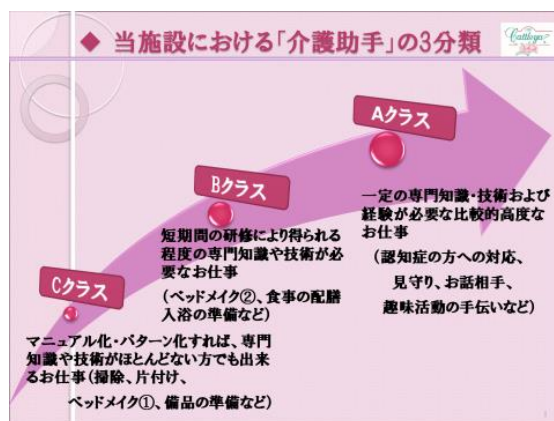 ◆ 当施設における「介護助手」の3分類
Cattleya
Aクラス
一定の専門知識・技術および
経験が必要な比較的高度な
お仕事
(認知症の方への対応、
見守り、お話相手、
趣味活動の手伝いなど)
Bクラス
短期間の研修により得られる
程度の専門知識や技術が必
要なお仕事
(ベッドメイク②、食事の配膳
入浴の準備など)
Cクラス
マニュアル化・パターン化すれば、専門
知識や技術がほとんどない方でも出来
るお仕事(掃除、片付け、
ベッドメイク①、備品の準備など)